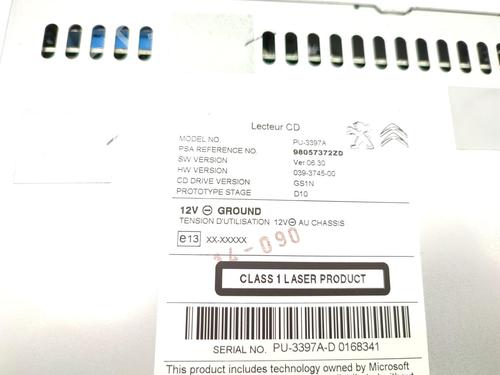 Lecteur CD
MODEL NO. PU-3397A
PSA REFERENCE NO. 98057372ZD
SW VERSION Ver.06.30
HW VERSION 039-3745-00
CD DRIVE VERSION GS1N
PROTOTYPE STAGE D10
12V ⊖ GROUND
TENSION D'UTILISATION 12V⊖ AU CHASSIS
e13 XX-XXXXX
14-090
CLASS 1 LASER PRODUCT
SERIAL NO. PU-3397A-D 0168341
This product includes technology owned by Microsoft